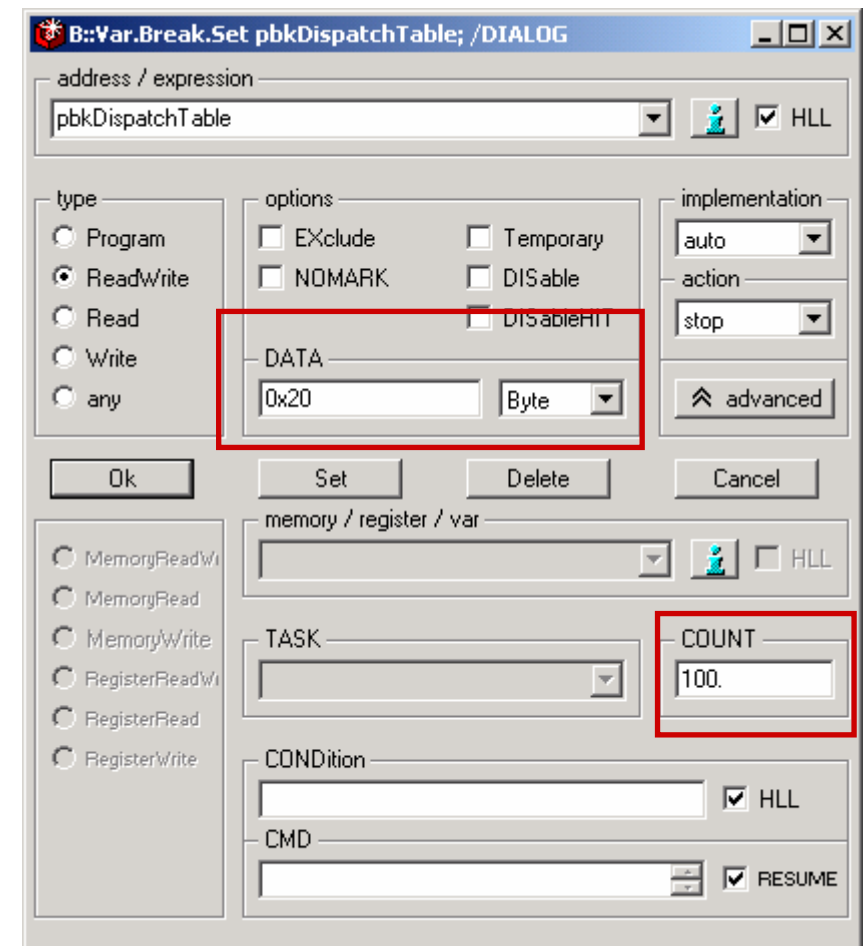 B::Var.Break.Set pbkDispatchTable; /DIALOG
address / expression
pbkDispatchTable
HLL
type
Program
ReadWrite
Read
Write
any
options
EXclude
Temporary
NOMARK
DISable
DISableHIT
DATA
0x20
Byte
implementation
auto
action
stop
advanced
Ok
Set
Delete
Cancel
MemoryReadWr
MemoryRead
MemoryWrite
RegisterReadWr
RegisterRead
RegisterWrite
memory / register / var
HLL
TASK
COUNT
100.
CONDition
HLL
CMD
RESUME